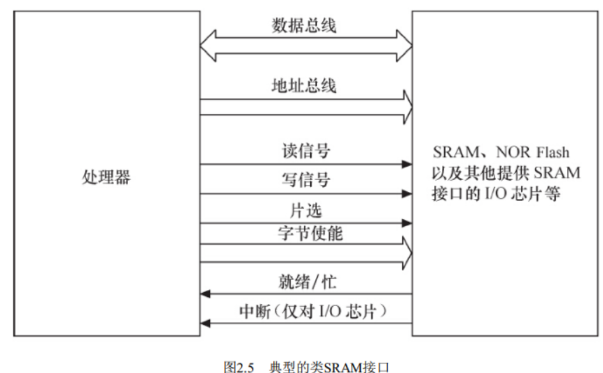 数据总线
地址总线
处理器
读信号
写信号
片选
字节使能
就绪/忙
中断(仅对 I/O 芯片)
SRAM、NOR Flash
以及其他提供 SRAM
接口的 I/O 芯片等
图2.5 典型的类SRAM接口